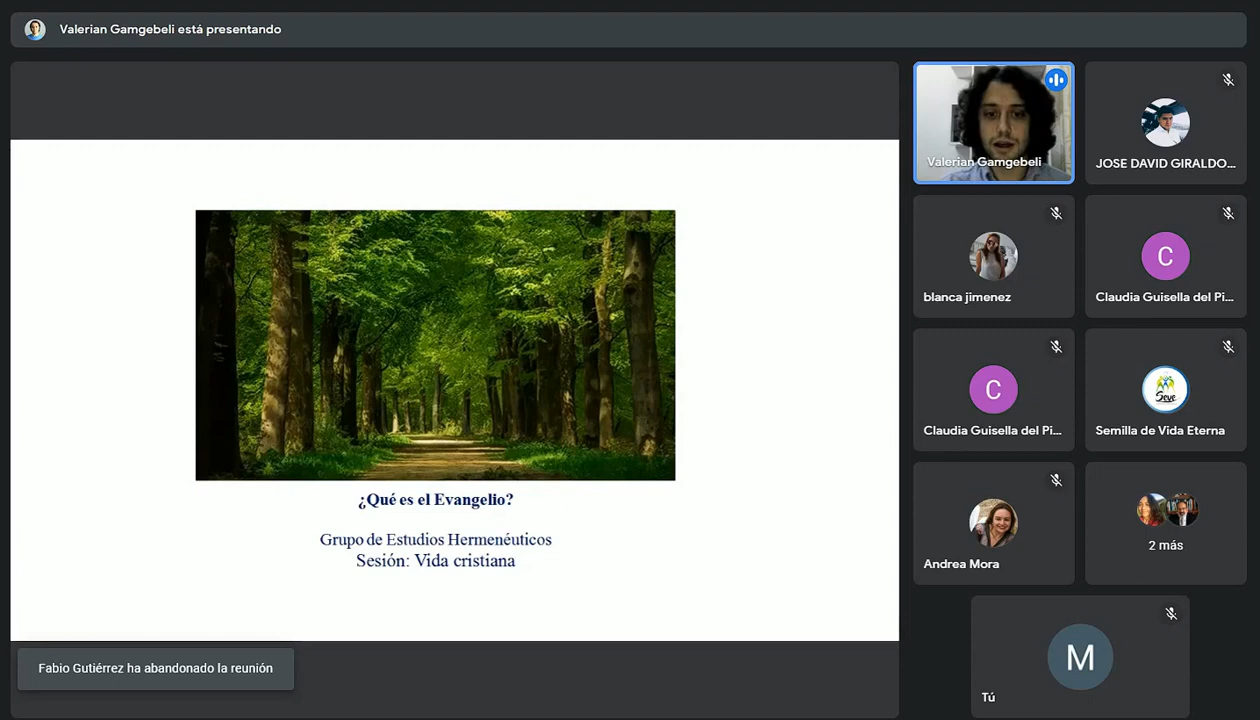 Valerian Gamgebeli está presentando
Valerian Gamgebeli
JOSE DAVID GIRALDO...
blanca jimenez
Claudia Guisella del Pi...
Claudia Guisella del Pi...
Seve
Semilla de Vida Eterna
Andrea Mora
2 más
M
Tú
C
C
¿Qué es el Evangelio?
Grupo de Estudios Hermenéuticos
Sesión: Vida cristiana
Fabio Gutiérrez ha abandonado la reunión